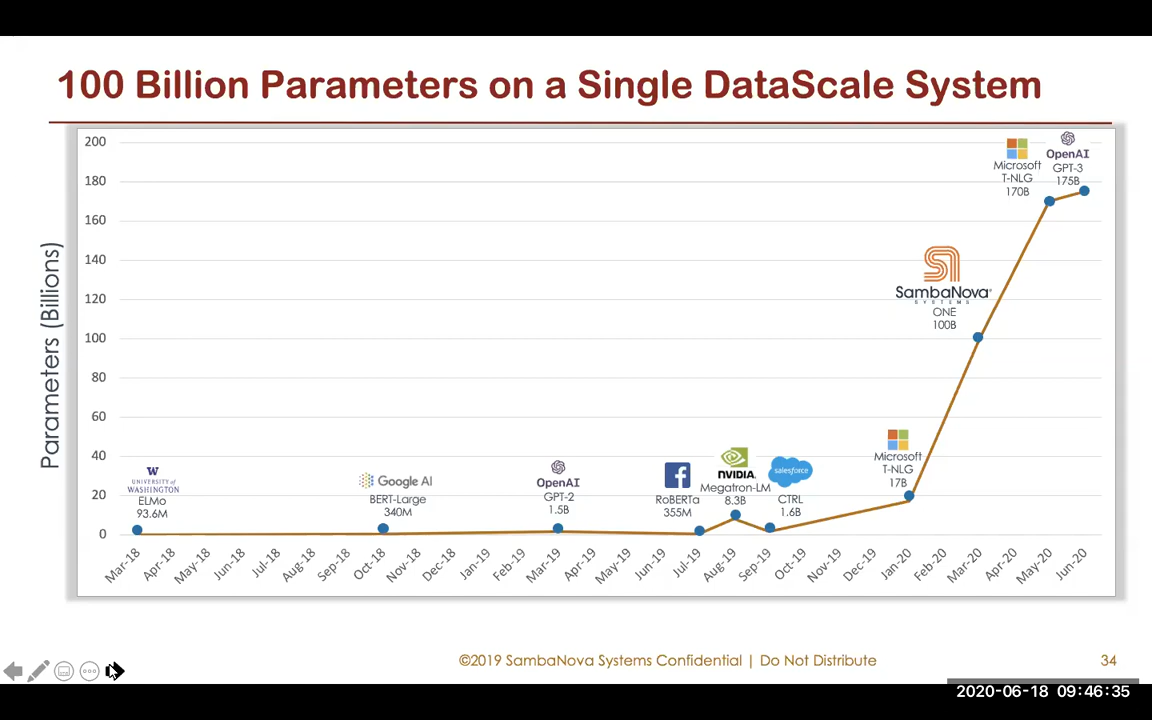 100 Billion Parameters on a Single DataScale System
Parameters (Billions)
200
180
160
140
120
100
80
60
40
20
0
W
UNIVERSITY of
WASHINGTON
ELMo
93.6M
Google AI
BERT-Large
340M
OpenAI
GPT-2
1.5B
RoBERTa
355M
NVIDIA.
Megatron-LM
8.3B
salesforce
CTRL
1.6B
Microsoft
T-NLG
17B
SambaNova
SYSTEMS
ONE
100B
Microsoft
T-NLG
170B
OpenAI
GPT-3
175B
Mar-18
Apr-18
May-18
Jun-18
Jul-18
Aug-18
Sep-18
Oct-18
Nov-18
Dec-18
Jan-19
Feb-19
Mar-19
Apr-19
May-19
Jun-19
Jul-19
Aug-19
Sep-19
Oct-19
Nov-19
Dec-19
Jan-20
Feb-20
Mar-20
Apr-20
May-20
Jun-20
©2019 SambaNova Systems Confidential | Do Not Distribute
34
2020-06-18 09:46:35